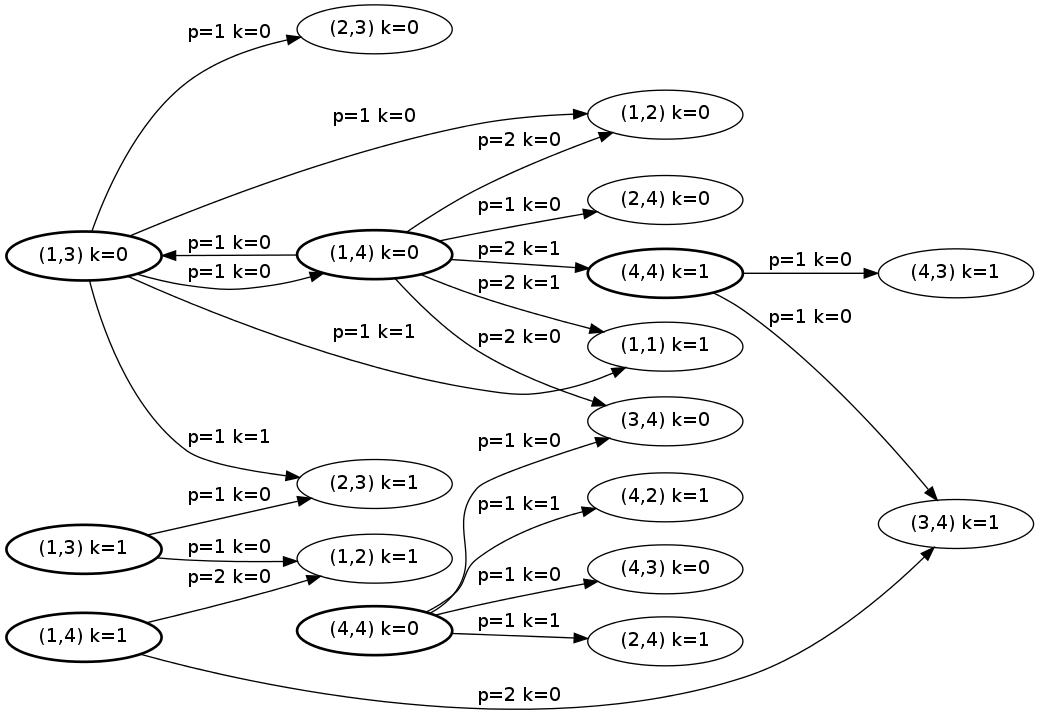 p=1 k=0
(2,3) k=0
p=1 k=0
(1,2) k=0
p=2 k=0
p=1 k=0
(2,4) k=0
(1,3) k=0
p=1 k=0
(1,4) k=0
p=2 k=1
p=1 k=0
(4,4) k=1
p=1 k=0
(4,3) k=1
p=2 k=1
p=1 k=0
p=1 k=1
p=2 k=0
(1,1) k=1
(3,4) k=0
p=1 k=1
p=1 k=0
(2,3) k=1
p=1 k=0
p=1 k=1
(4,2) k=1
(3,4) k=1
(1,3) k=1
p=1 k=0
(1,2) k=1
p=2 k=0
p=1 k=0
(4,3) k=0
(1,4) k=1
(4,4) k=0
p=1 k=1
(2,4) k=1
p=2 k=0